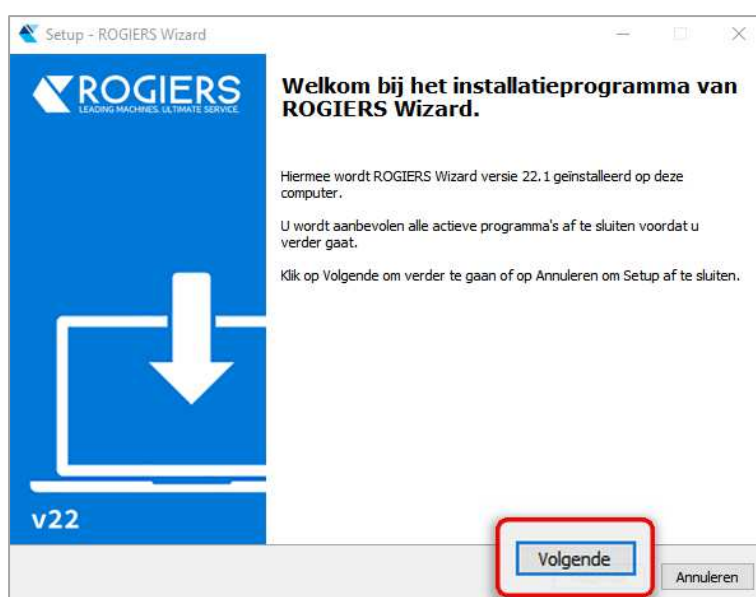 Setup - ROGIERS Wizard
ROGIERS
LEADING MACHINES. ULTIMATE SERVICE.
Welkom bij het installatieprogramma van
ROGIERS Wizard.
Hiermee wordt ROGIERS Wizard versie 22.1 geïnstalleerd op deze
computer.
U wordt aanbevolen alle actieve programma's af te sluiten voordat u
verder gaat.
Klik op Volgende om verder te gaan of op Annuleren om Setup af te sluiten.
v22
Volgende
Annuleren